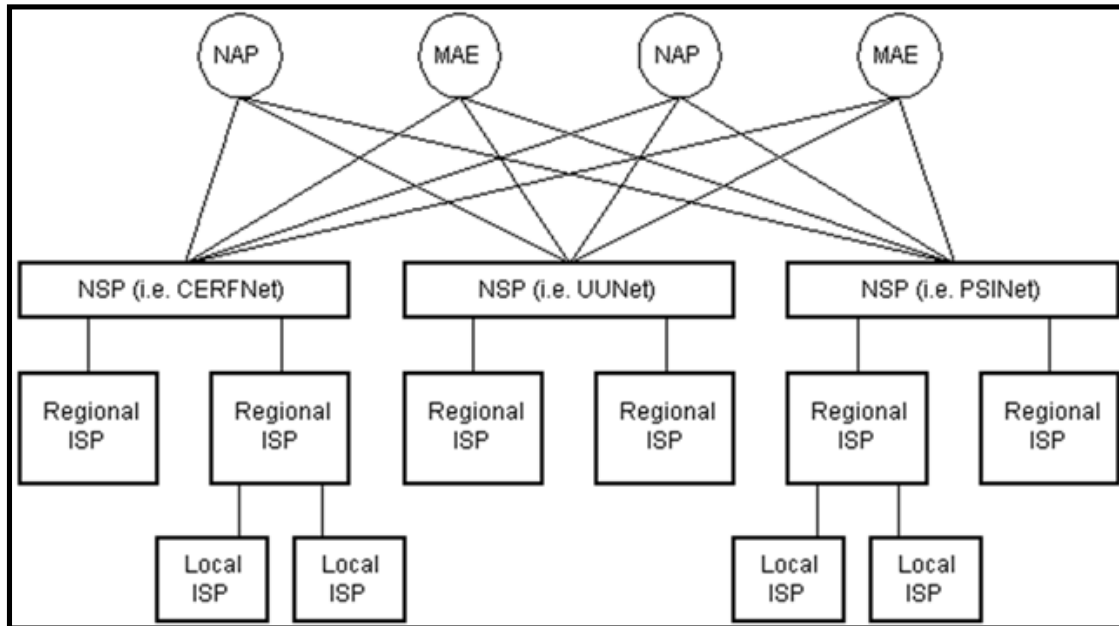 NAP
MAE
NAP
MAE
NSP (i.e. CERFNet)
NSP (i.e. UUNet)
NSP (i.e. PSINet)
Regional
ISP
Regional
ISP
Regional
ISP
Regional
ISP
Regional
ISP
Regional
ISP
Local
ISP
Local
ISP
Local
ISP
Local
ISP